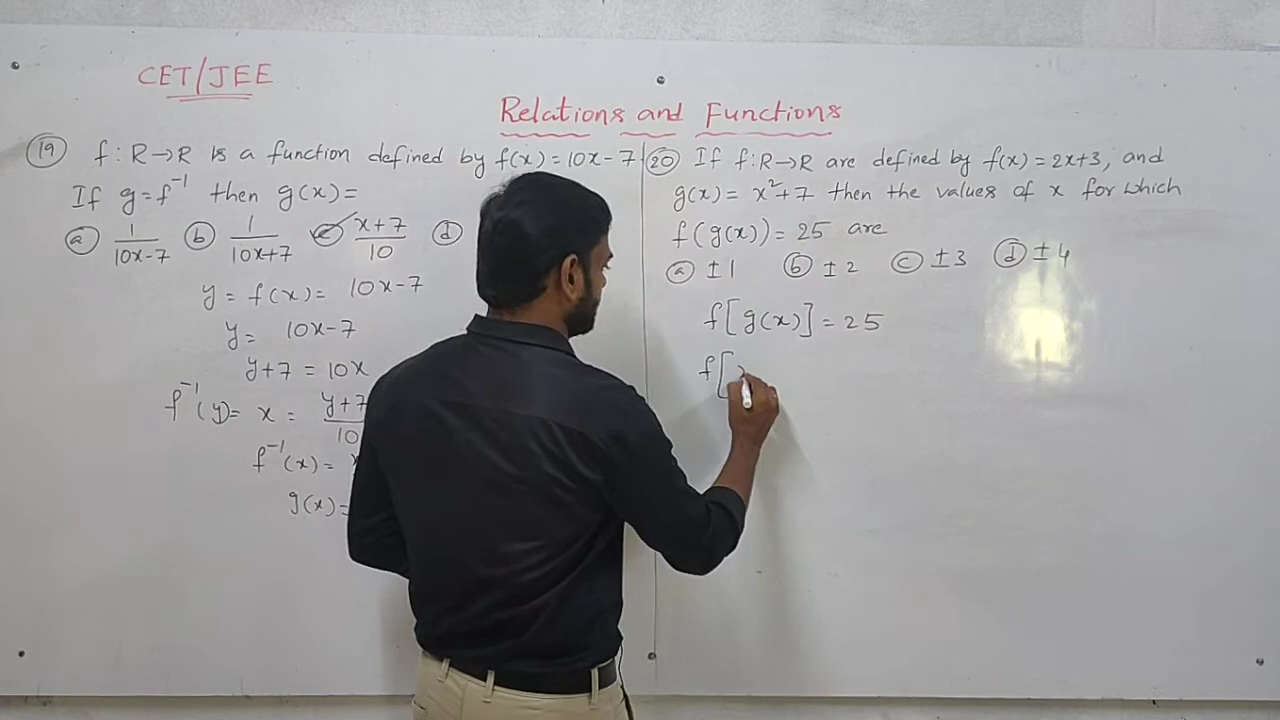 CET/JEE
Relations and Functions
(19) f : R→R is a function defined by f(x) = 10x-7
If g=f⁻¹ then g(x)=
(a) 1/(10x-7) (b) 1/(10x+7) (c) (x+7)/10 (d)
y = f(x) = 10x-7
y = 10x-7
y+7 = 10x
f⁻¹(y) = x = (y+7)/10
f⁻¹(x) =
g(x) =
(20) If f:R→R are defined by f(x) = 2x+3, and
g(x) = x²+7 then the values of x for which
f(g(x)) = 25 are
(a) ±1 (b) ±2 (c) ±3 (d) ±4
f[g(x)] = 25
f[